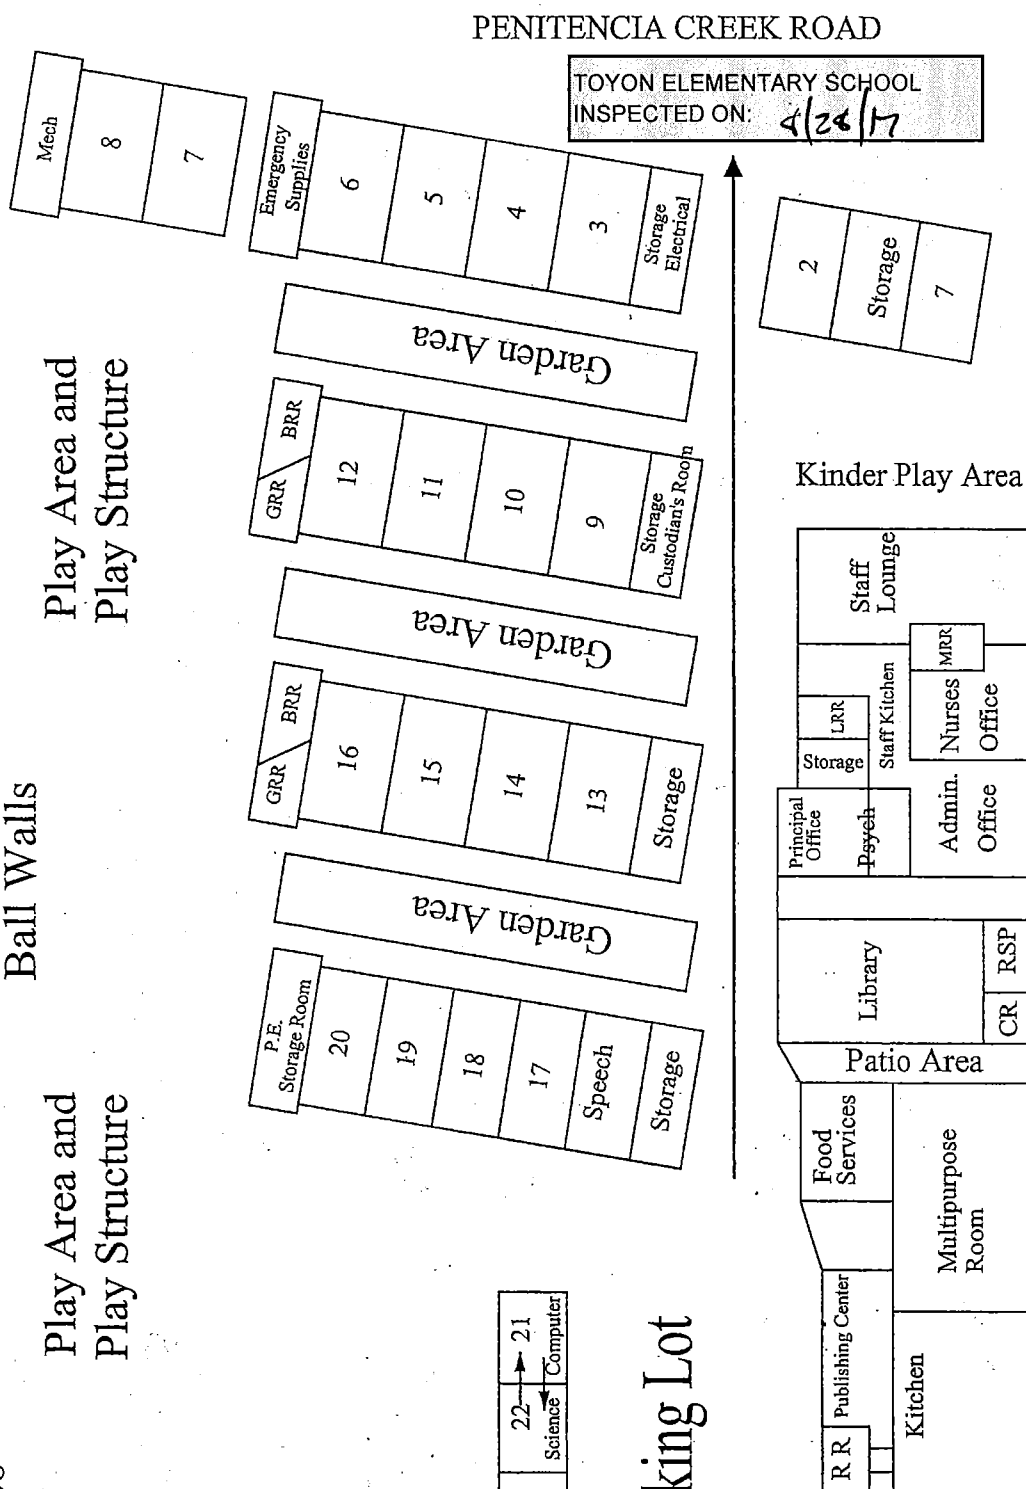 PENITENCIA CREEK ROAD
TOYON ELEMENTARY SCHOOL
INSPECTED ON: 8/28/17
Mech
8
7
Emergency
Supplies
6
5
4
3
Storage
Electrical
2
Storage
7
Garden Area
Play Area and
Play Structure
GRR
BRR
12
11
10
9
Storage
Custodian's Room
Kinder Play Area
Garden Area
Staff
Lounge
MRR
LRR
Staff Kitchen
Nurses
Office
Storage
GRR
BRR
16
15
14
13
Storage
Principal
Office
Psych
Admin.
Office
Ball Walls
Garden Area
Library
RSP
CR
P.E.
Storage Room
20
19
18
17
Speech
Storage
Patio Area
Play Area and
Play Structure
Food
Services
Multipurpose
Room
22
21
Science
Computer
king Lot
Publishing Center
Kitchen
R R